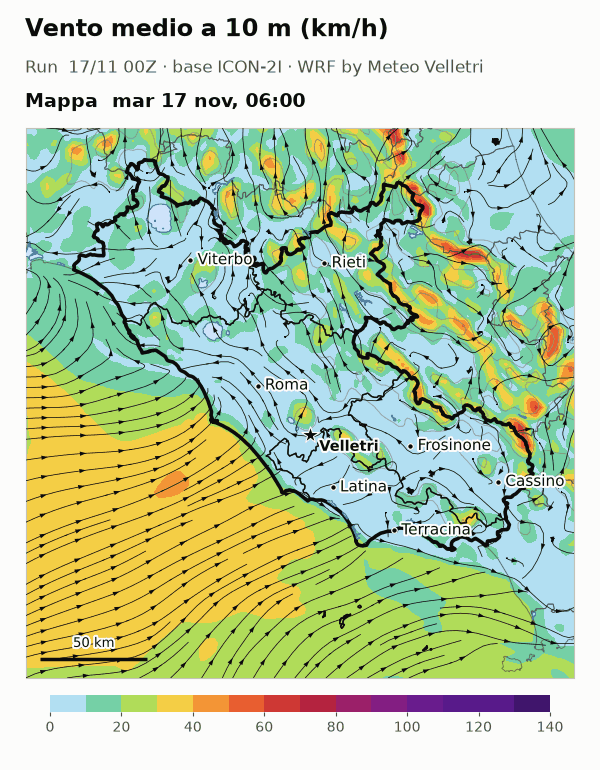 Vento medio a 10 m (km/h)
Run 17/11 00Z · base ICON-2I · WRF by Meteo Velletri
Mappa mar 17 nov, 06:00
Viterbo
Rieti
Roma
Velletri
Frosinone
Latina
Cassino
Terracina
50 km
0 20 40 60 80 100 120 140